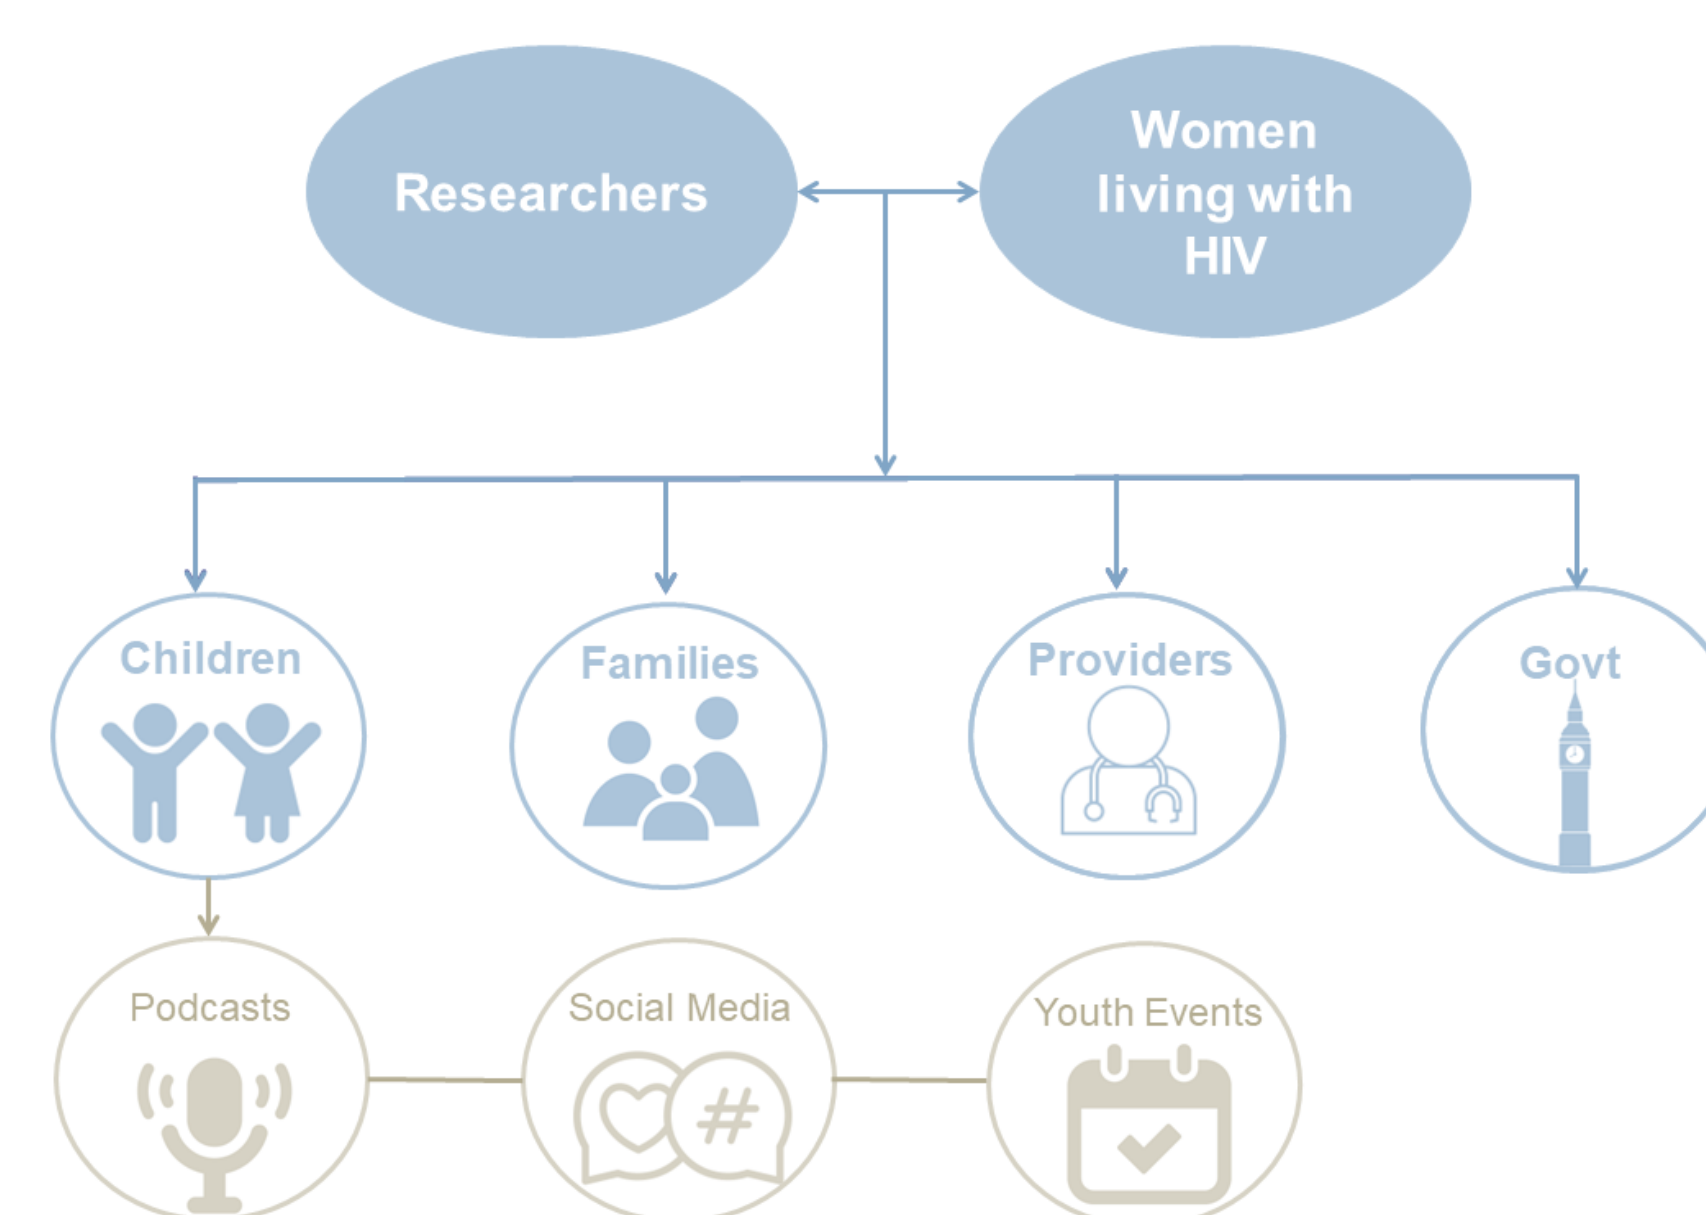 Researchers
Women
living with
HIV
Children
Families
Providers
Govt
Podcasts
Social Media
Youth Events
#